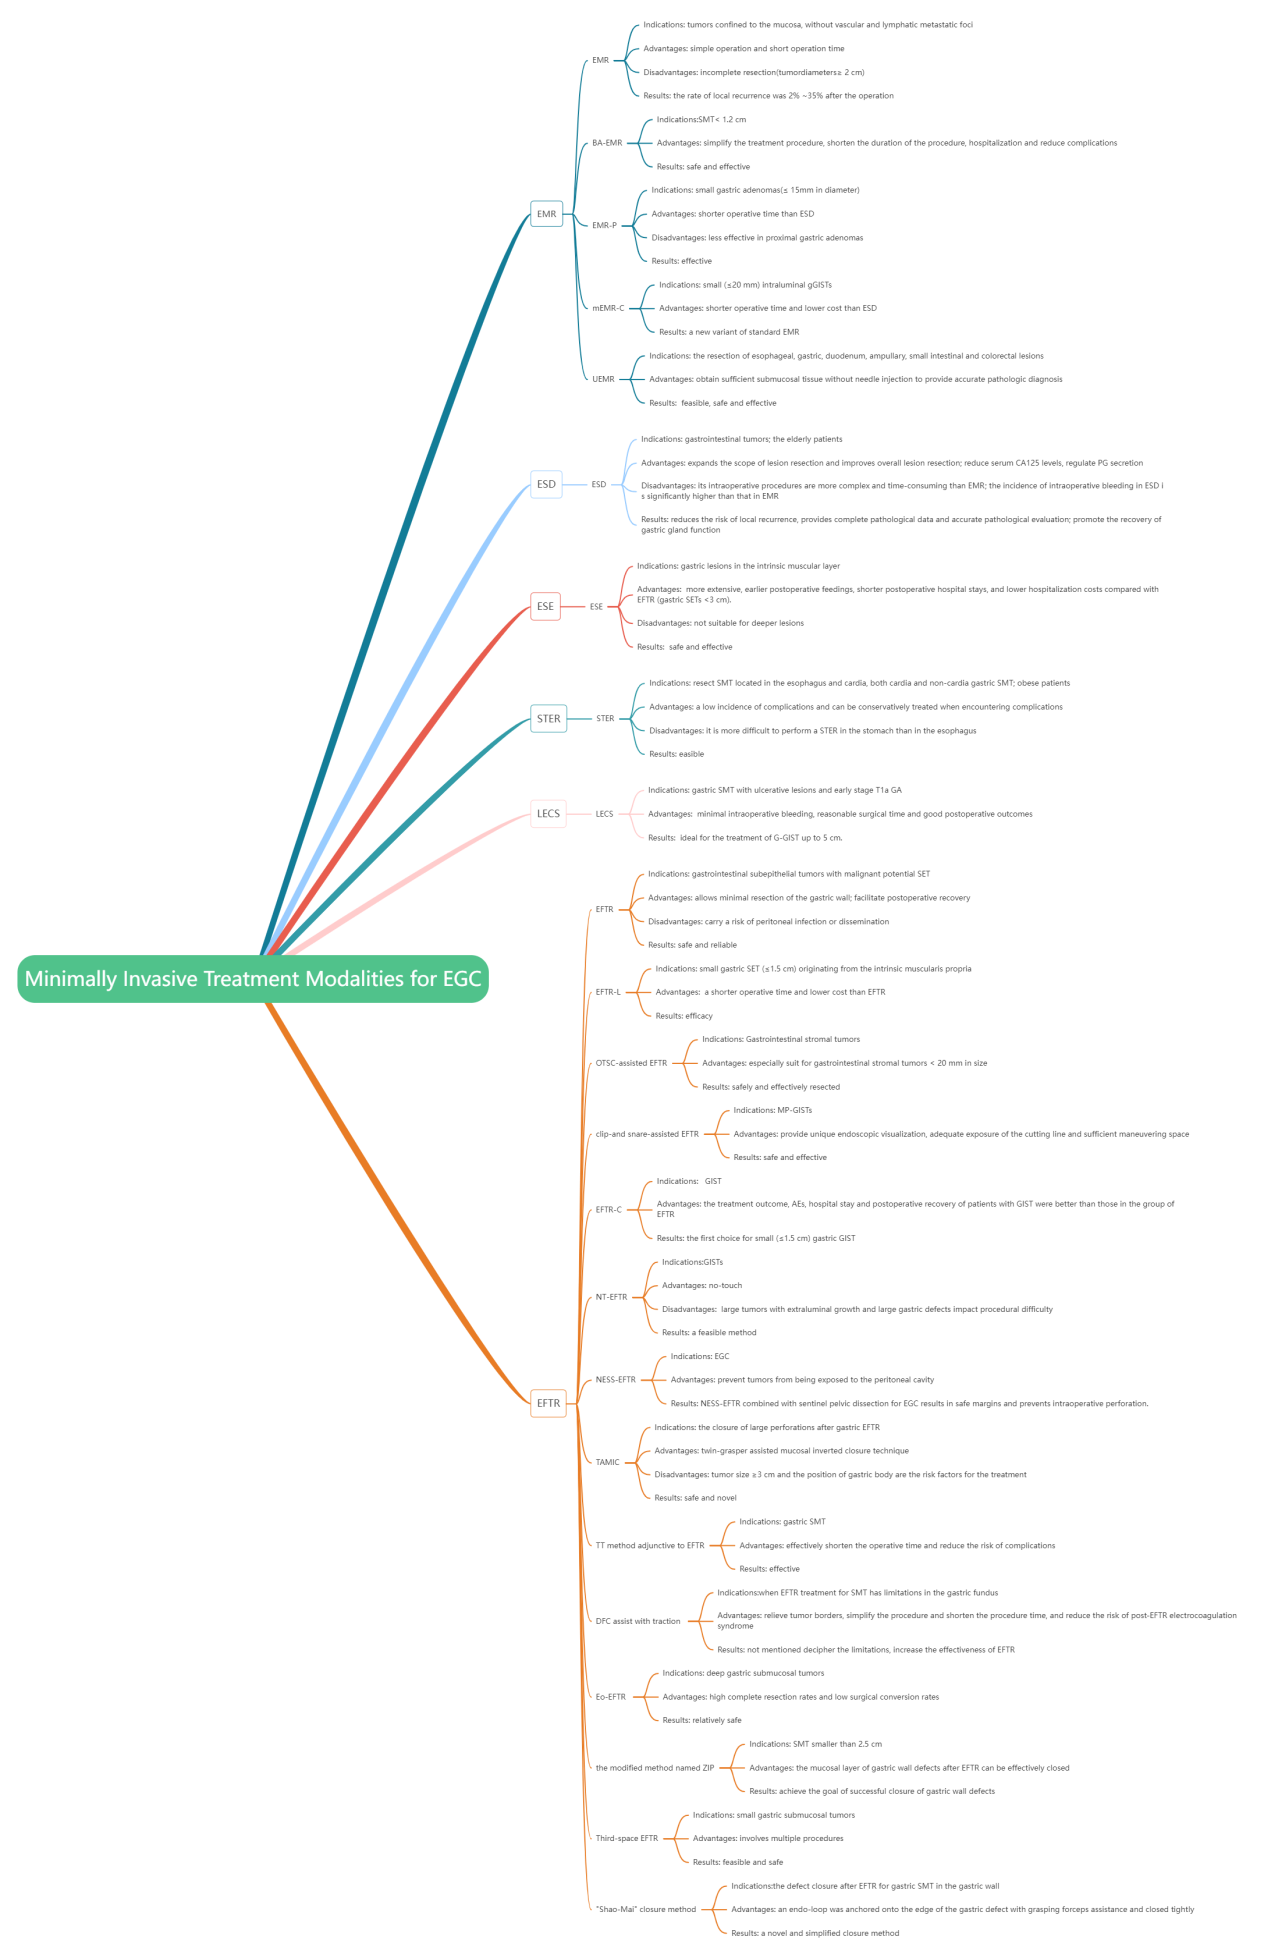 Minimally Invasive Treatment Modalities for EGC
EMR
EMR
Indications: tumors confined to the mucosa, without vascular and lymphatic metastatic foci
Advantages: simple operation and short operation time
Disadvantages: incomplete resection(tumordiameters≥ 2 cm)
Results: the rate of local recurrence was 2% ~35% after the operation
BA-EMR
Indications:SMT< 1.2 cm
Advantages: simplify the treatment procedure, shorten the duration of the procedure, hospitalization and reduce complications
Results: safe and effective
EMR-P
Indications: small gastric adenomas(≤ 15mm in diameter)
Advantages: shorter operative time than ESD
Disadvantages: less effective in proximal gastric adenomas
Results: effective
mEMR-C
Indications: small (≤20 mm) intraluminal gGISTs
Advantages: shorter operative time and lower cost than ESD
Results: a new variant of standard EMR
UEMR
Indications: the resection of esophageal, gastric, duodenum, ampullary, small intestinal and colorectal lesions
Advantages: obtain sufficient submucosal tissue without needle injection to provide accurate pathologic diagnosis
Results: feasible, safe and effective
ESD
ESD
Indications: gastrointestinal tumors; the elderly patients
Advantages: expands the scope of lesion resection and improves overall lesion resection; reduce serum CA125 levels, regulate PG secretion
Disadvantages: its intraoperative procedures are more complex and time-consuming than EMR; the incidence of intraoperative bleeding in ESD i
s significantly higher than that in EMR
Results: reduces the risk of local recurrence, provides complete pathological data and accurate pathological evaluation; promote the recovery of
gastric gland function
ESE
ESE
Indications: gastric lesions in the intrinsic muscular layer
Advantages: more extensive, earlier postoperative feedings, shorter postoperative hospital stays, and lower hospitalization costs compared with
EFTR (gastric SETs <3 cm).
Disadvantages: not suitable for deeper lesions
Results: safe and effective
STER
STER
Indications: resect SMT located in the esophagus and cardia, both cardia and non-cardia gastric SMT; obese patients
Advantages: a low incidence of complications and can be conservatively treated when encountering complications
Disadvantages: it is more difficult to perform a STER in the stomach than in the esophagus
Results: easible
LECS
LECS
Indications: gastric SMT with ulcerative lesions and early stage T1a GA
Advantages: minimal intraoperative bleeding, reasonable surgical time and good postoperative outcomes
Results: ideal for the treatment of G-GIST up to 5 cm.
EFTR
EFTR
Indications: gastrointestinal subepithelial tumors with malignant potential SET
Advantages: allows minimal resection of the gastric wall; facilitate postoperative recovery
Disadvantages: carry a risk of peritoneal infection or dissemination
Results: safe and reliable
EFTR-L
Indications: small gastric SET (≤1.5 cm) originating from the intrinsic muscularis propria
Advantages: a shorter operative time and lower cost than EFTR
Results: efficacy
OTSC-assisted EFTR
Indications: Gastrointestinal stromal tumors
Advantages: especially suit for gastrointestinal stromal tumors < 20 mm in size
Results: safely and effectively resected
clip-and snare-assisted EFTR
Indications: MP-GISTs
Advantages: provide unique endoscopic visualization, adequate exposure of the cutting line and sufficient maneuvering space
Results: safe and effective
EFTR-C
Indications: GIST
Advantages: the treatment outcome, AEs, hospital stay and postoperative recovery of patients with GIST were better than those in the group of
EFTR
Results: the first choice for small (≤1.5 cm) gastric GIST
NT-EFTR
Indications:GISTs
Advantages: no-touch
Disadvantages: large tumors with extraluminal growth and large gastric defects impact procedural difficulty
Results: a feasible method
NESS-EFTR
Indications: EGC
Advantages: prevent tumors from being exposed to the peritoneal cavity
Results: NESS-EFTR combined with sentinel pelvic dissection for EGC results in safe margins and prevents intraoperative perforation.
TAMIC
Indications: the closure of large perforations after gastric EFTR
Advantages: twin-grasper assisted mucosal inverted closure technique
Disadvantages: tumor size ≥3 cm and the position of gastric body are the risk factors for the treatment
Results: safe and novel
TT method adjunctive to EFTR
Indications: gastric SMT
Advantages: effectively shorten the operative time and reduce the risk of complications
Results: effective
DFC assist with traction
Indications:when EFTR treatment for SMT has limitations in the gastric fundus
Advantages: relieve tumor borders, simplify the procedure and shorten the procedure time, and reduce the risk of post-EFTR electrocoagulation
syndrome
Results: not mentioned decipher the limitations, increase the effectiveness of EFTR
Eo-EFTR
Indications: deep gastric submucosal tumors
Advantages: high complete resection rates and low surgical conversion rates
Results: relatively safe
the modified method named ZIP
Indications: SMT smaller than 2.5 cm
Advantages: the mucosal layer of gastric wall defects after EFTR can be effectively closed
Results: achieve the goal of successful closure of gastric wall defects
Third-space EFTR
Indications: small gastric submucosal tumors
Advantages: involves multiple procedures
Results: feasible and safe
"Shao-Mai" closure method
Indications:the defect closure after EFTR for gastric SMT in the gastric wall
Advantages: an endo-loop was anchored onto the edge of the gastric defect with grasping forceps assistance and closed tightly
Results: a novel and simplified closure method